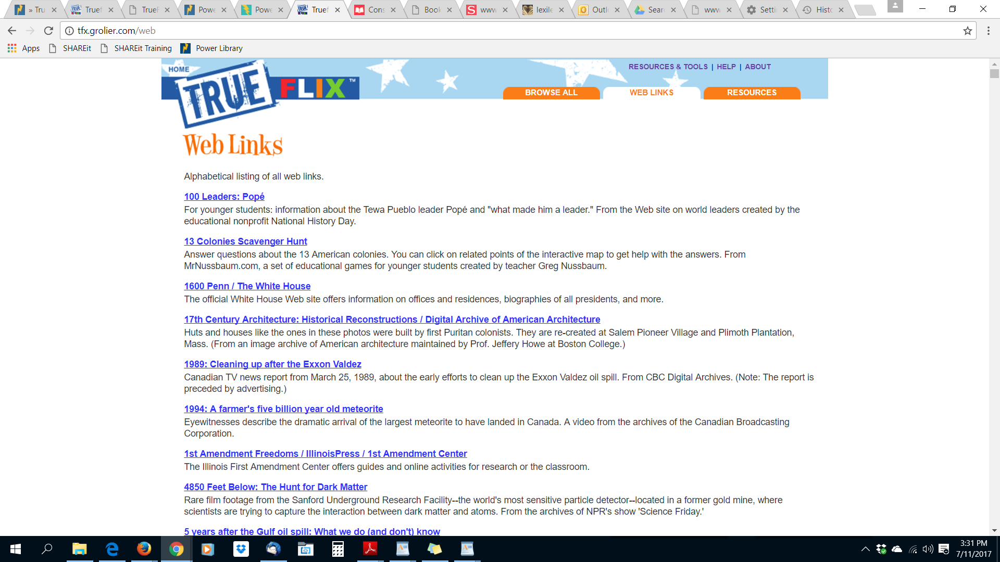 » Tru
Truef
TrueF
Powe
Powe
Truef
Cons
Book
www
lexile
Outlo
Sear
www
Setti
Histo
tfx.grolier.com/web
Apps SHAREit SHAREit Training Power Library
HOME
TRUE FLIX™
RESOURCES & TOOLS | HELP | ABOUT
BROWSE ALL WEB LINKS RESOURCES
Web Links
Alphabetical listing of all web links.
100 Leaders: Popé
For younger students: information about the Tewa Pueblo leader Popé and "what made him a leader." From the Web site on world leaders created by the
educational nonprofit National History Day.
13 Colonies Scavenger Hunt
Answer questions about the 13 American colonies. You can click on related points of the interactive map to get help with the answers. From
MrNussbaum.com, a set of educational games for younger students created by teacher Greg Nussbaum.
1600 Penn / The White House
The official White House Web site offers information on offices and residences, biographies of all presidents, and more.
17th Century Architecture: Historical Reconstructions / Digital Archive of American Architecture
Huts and houses like the ones in these photos were built by first Puritan colonists. They are re-created at Salem Pioneer Village and Plimoth Plantation,
Mass. (From an image archive of American architecture maintained by Prof. Jeffery Howe at Boston College.)
1989: Cleaning up after the Exxon Valdez
Canadian TV news report from March 25, 1989, about the early efforts to clean up the Exxon Valdez oil spill. From CBC Digital Archives. (Note: The report is
preceded by advertising.)
1994: A farmer's five billion year old meteorite
Eyewitnesses describe the dramatic arrival of the largest meteorite to have landed in Canada. A video from the archives of the Canadian Broadcasting
Corporation.
1st Amendment Freedoms / IllinoisPress / 1st Amendment Center
The Illinois First Amendment Center offers guides and online activities for research or the classroom.
4850 Feet Below: The Hunt for Dark Matter
Rare film footage from the Sanford Underground Research Facility--the world's most sensitive particle detector--located in a former gold mine, where
scientists are trying to capture the interaction between dark matter and atoms. From the archives of NPR's show 'Science Friday.'
5 years after the Gulf oil spill: What we do (and don't) know
3:31 PM
7/11/2017